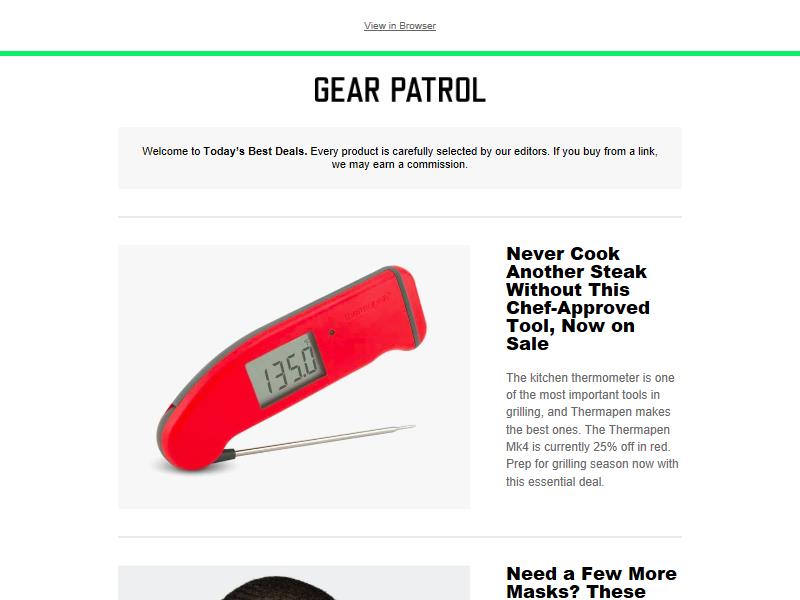 View in Browser
GEAR PATROL
Welcome to Today's Best Deals. Every product is carefully selected by our editors. If you buy from a link,
we may earn a commission.
Never Cook
Another Steak
Without This
Chef-Approved
Tool, Now on
Sale
135.0
The kitchen thermometer is one
of the most important tools in
grilling, and Thermapen makes
the best ones. The Thermapen
Mk4 is currently 25% off in red.
Prep for grilling season now with
this essential deal.
Need a Few More
Masks? These